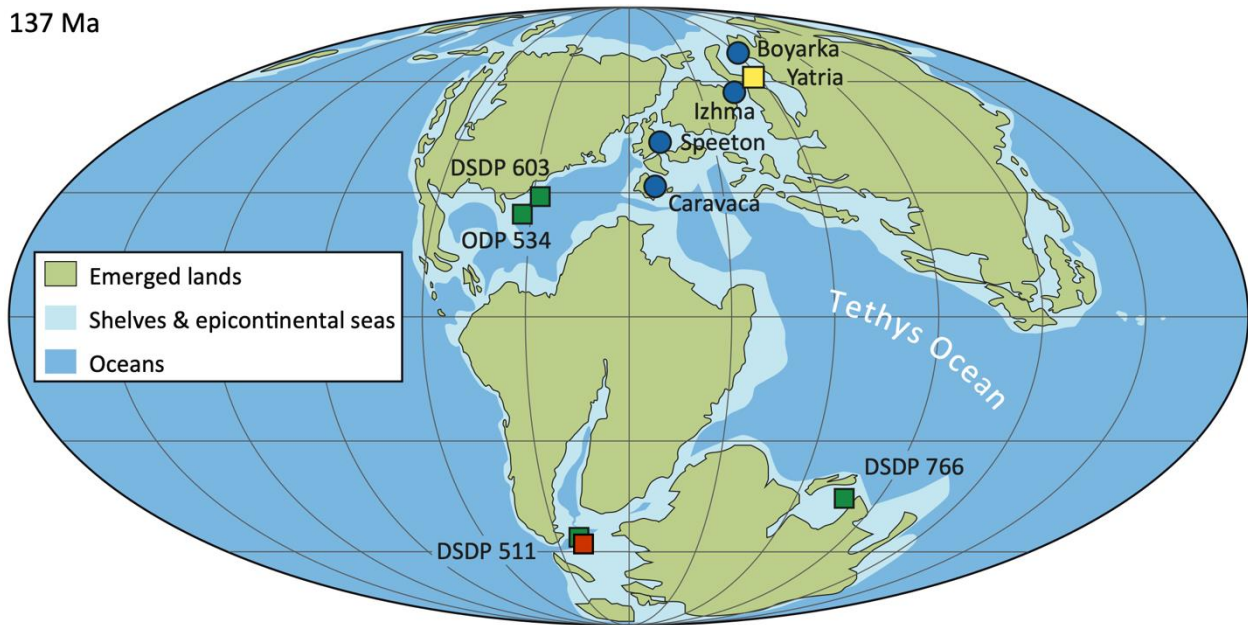 137 Ma
Boyarka
Yatria
Izhma
Speeton
DSDP 603
Caravaca
ODP 534
Emerged lands
Shelves & epicontinental seas
Oceans
Tethys Ocean
DSDP 766
DSDP 511